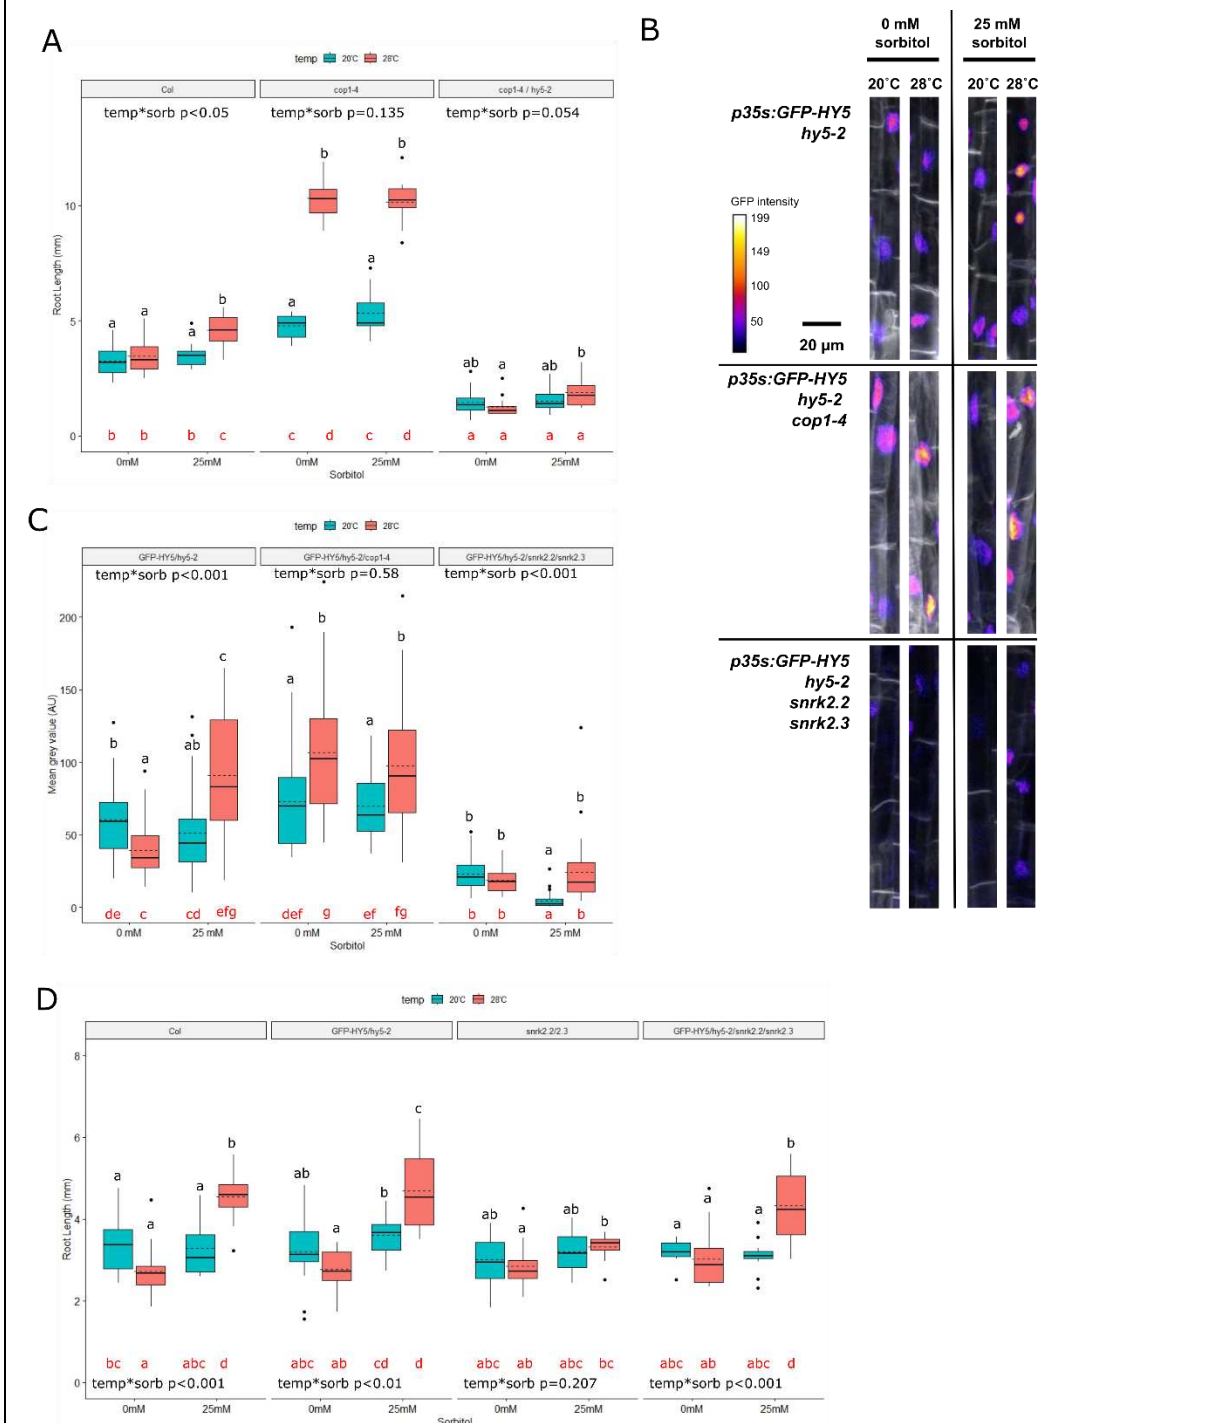 A
temp 20°C 28°C
Col cop1-4 cop1-4 / hy5-2
temp*sorb p<0.05 temp*sorb p=0.135 temp*sorb p=0.054
Root Length (mm)
10
5
0
a a a b
a b a b
ab a ab b
b b b c c d c d a a a a
0mM 25mM 0mM 25mM 0mM 25mM
Sorbitol
B
0 mM sorbitol 25 mM sorbitol
20°C 28°C 20°C 28°C
p35s:GFP-HY5
hy5-2
GFP intensity
199
149
100
50
20 µm
p35s:GFP-HY5
hy5-2
cop1-4
p35s:GFP-HY5
hy5-2
snrk2.2
snrk2.3
C
temp 20°C 28°C
GFP-HY5/hy5-2 GFP-HY5/hy5-2/cop1-4 GFP-HY5/hy5-2/snrk2.2/snrk2.3
temp*sorb p<0.001 temp*sorb p=0.58 temp*sorb p<0.001
Mean grey value (AU)
200
150
100
50
0
b a ab c
a b a b
b b a b
de c cd efg def g ef fg b b a b
0 mM 25 mM 0 mM 25 mM 0 mM 25 mM
Sorbitol
D
temp 20°C 28°C
Col GFP-HY5/hy5-2 snrk2.2/2.3 GFP-HY5/hy5-2/snrk2.2/snrk2.3
Root Length (mm)
8
6
4
2
0
a a a b
ab a b c
ab a ab b
a a a b
bc a abc d abc ab cd d abc ab abc bc abc ab abc d
temp*sorb p<0.001 temp*sorb p<0.01 temp*sorb p=0.207 temp*sorb p<0.001
0mM 25mM 0mM 25mM 0mM 25mM 0mM 25mM
Sorbitol